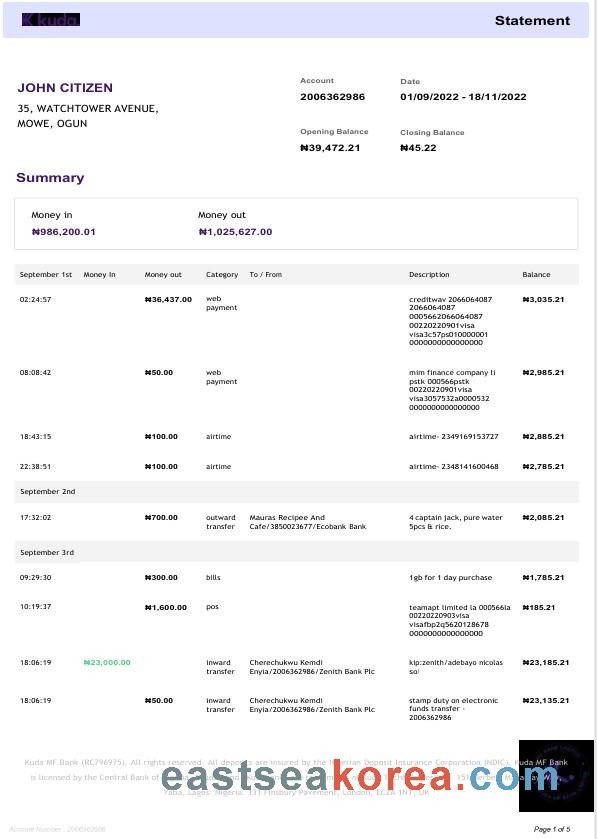 kuda.
Statement
JOHN CITIZEN
35, WATCHTOWER AVENUE,
MOWE, OGUN
Account
2006362986
Date
01/09/2022 - 18/11/2022
Opening Balance
₦39,472.21
Closing Balance
₦45.22
Summary
Money in
₦986,200.01
Money out
₦1,025,627.00
September 1st Money In Money out Category To / From Description Balance
02:24:57 ₦36,437.00 web payment creditwav 2066064087 ₦3,035.21
2066064087
0005662066064087
00220220901visa
visa3c57ps010000001
0000000000000000
08:08:42 ₦50.00 web payment mim finance company li ₦2,985.21
pstk 000566pstk
00220220901visa
visa3057532a0000532
0000000000000000
18:43:15 ₦100.00 airtime airtime- 2349169153727 ₦2,885.21
22:38:51 ₦100.00 airtime airtime- 2348141600468 ₦2,785.21
September 2nd
17:32:02 ₦700.00 outward transfer Mauras Recipee And 4 captain jack, pure water ₦2,085.21
Cafe/3850023677/Ecobank Bank 5pcs & rice.
September 3rd
09:29:30 ₦300.00 bills 1gb for 1 day purchase ₦1,785.21
10:19:37 ₦1,600.00 pos teamapt limited la 000566la ₦185.21
00220220903visa
visafbp2q5620128678
0000000000000000
18:06:19 ₦23,000.00 inward transfer Cherechukwu Kemdi kip:zenith/adebayo nicolas ₦23,185.21
Enyia/2006362986/Zenith Bank Plc so/
18:06:19 ₦50.00 inward transfer Cherechukwu Kemdi stamp duty on electronic ₦23,135.21
Enyia/2006362986/Zenith Bank Plc funds transfer -
2006362986
Kuda MF Bank (RC796975). All rights reserved. All deposits are insured by the Nigerian Deposit Insurance Corporation (NDIC). Kuda MF Bank
is licensed by the Central Bank of
Yaba, Lagos, Nigeria. 131 Finsbury Pavement, London, EC2A 1NT, UK
eastseakorea.com
Account Number : 2006362986
Page 1 of 5